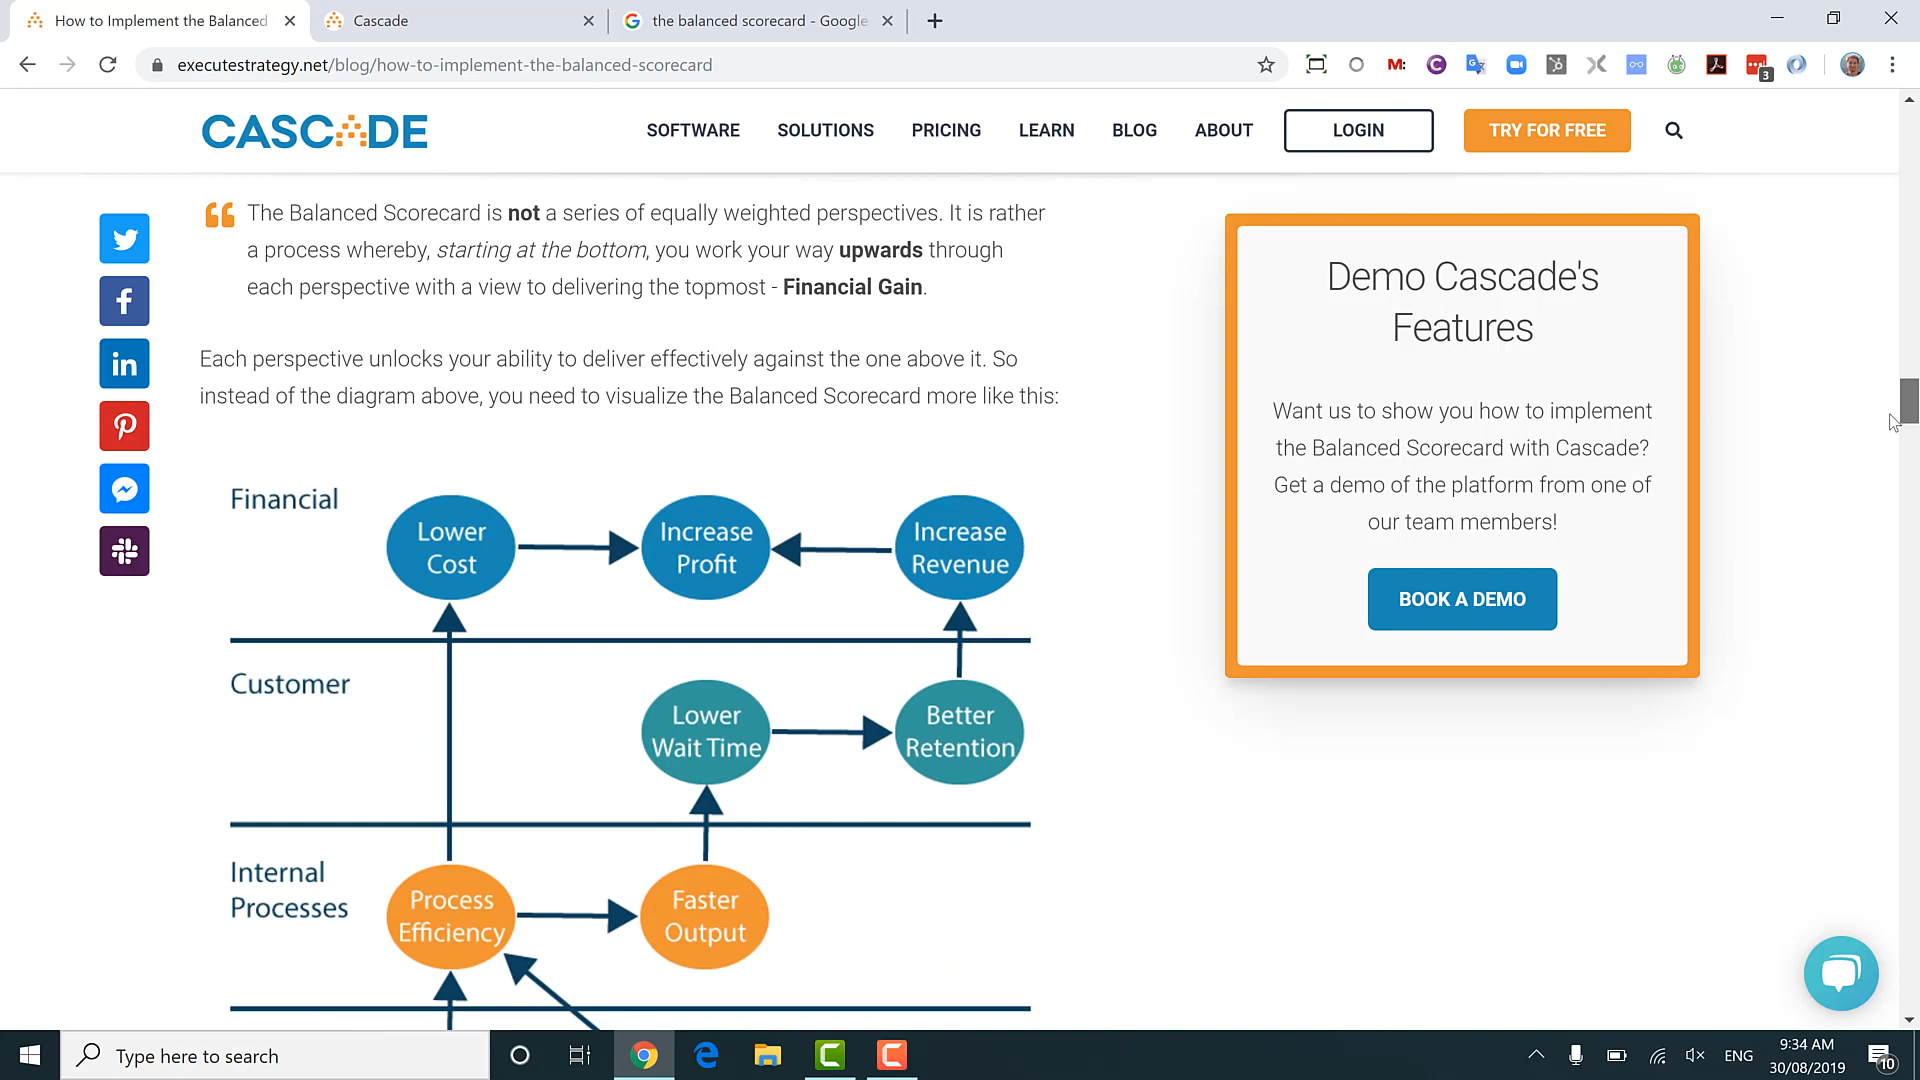 How to Implement the Balanced
Cascade
the balanced scorecard - Google
executestrategy.net/blog/how-to-implement-the-balanced-scorecard
M:
3
CASCADE
SOFTWARE
SOLUTIONS
PRICING
LEARN
BLOG
ABOUT
LOGIN
TRY FOR FREE
The Balanced Scorecard is not a series of equally weighted perspectives. It is rather
a process whereby, starting at the bottom, you work your way upwards through
each perspective with a view to delivering the topmost - Financial Gain.
Each perspective unlocks your ability to deliver effectively against the one above it. So
instead of the diagram above, you need to visualize the Balanced Scorecard more like this:
Financial
Lower
Cost
Increase
Profit
Increase
Revenue
Customer
Lower
Wait Time
Better
Retention
Internal
Processes
Process
Efficiency
Faster
Output
Demo Cascade's
Features
Want us to show you how to implement
the Balanced Scorecard with Cascade?
Get a demo of the platform from one of
our team members!
BOOK A DEMO
Type here to search
ENG
9:34 AM
30/08/2019
10